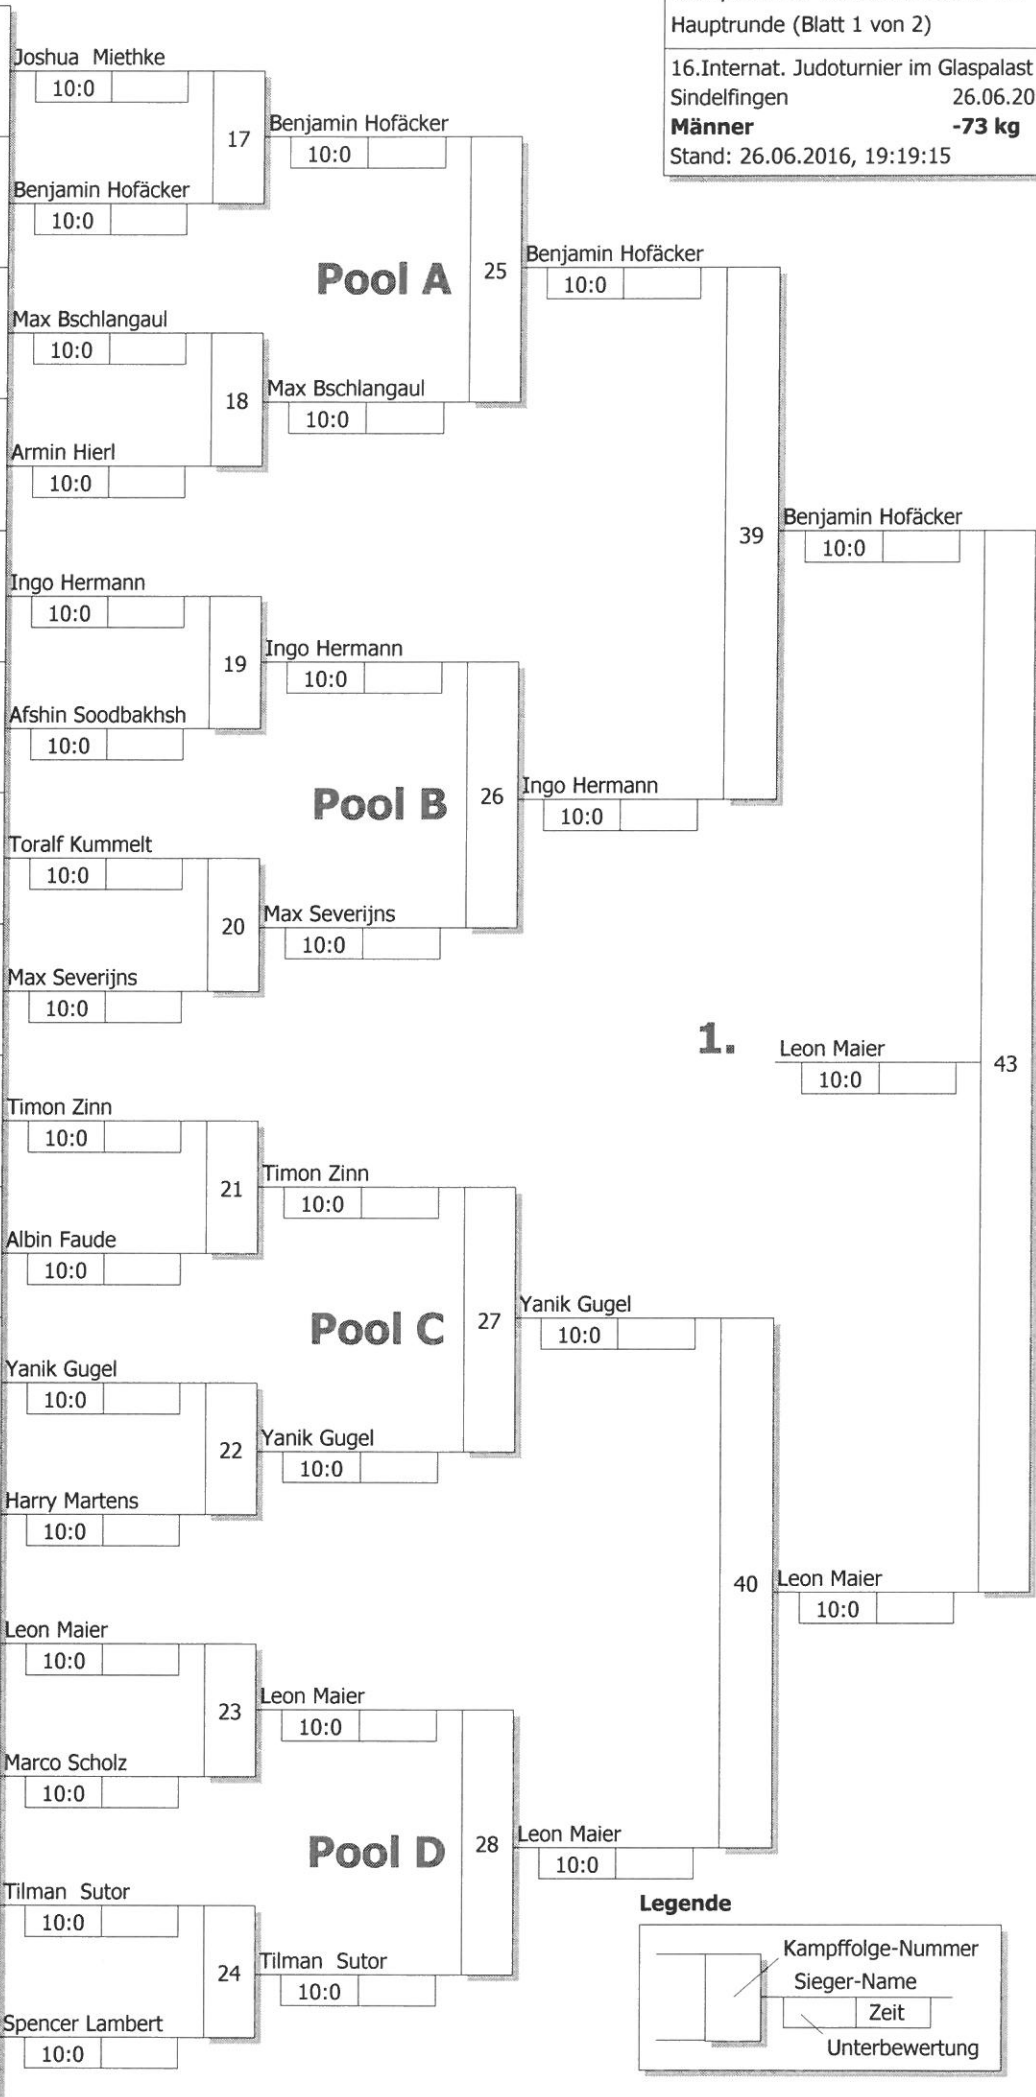 Hauptrunde (Blatt 1 von 2)
16.Internat. Judoturnier im Glaspalast
Sindelfingen 26.06.20
Männer -73 kg
Stand: 26.06.2016, 19:19:15
Joshua Miethke
10:0
17
Benjamin Hofäcker
10:0
Benjamin Hofäcker
10:0
Pool A
25
Benjamin Hofäcker
10:0
Max Bschlangaul
10:0
18
Max Bschlangaul
10:0
Armin Hierl
10:0
39
Benjamin Hofäcker
10:0
Ingo Hermann
10:0
19
Ingo Hermann
10:0
Afshin Soodbakhsh
10:0
Pool B
26
Ingo Hermann
10:0
Toralf Kummelt
10:0
20
Max Severijns
10:0
Max Severijns
10:0
1.
Leon Maier
10:0
43
Timon Zinn
10:0
21
Timon Zinn
10:0
Albin Faude
10:0
Pool C
27
Yanik Gugel
10:0
Yanik Gugel
10:0
22
Yanik Gugel
10:0
Harry Martens
10:0
40
Leon Maier
10:0
Leon Maier
10:0
23
Leon Maier
10:0
Marco Scholz
10:0
Pool D
28
Leon Maier
10:0
Tilman Sutor
10:0
24
Tilman Sutor
10:0
Spencer Lambert
10:0
Legende
Kampffolge-Nummer
Sieger-Name
Zeit
Unterbewertung